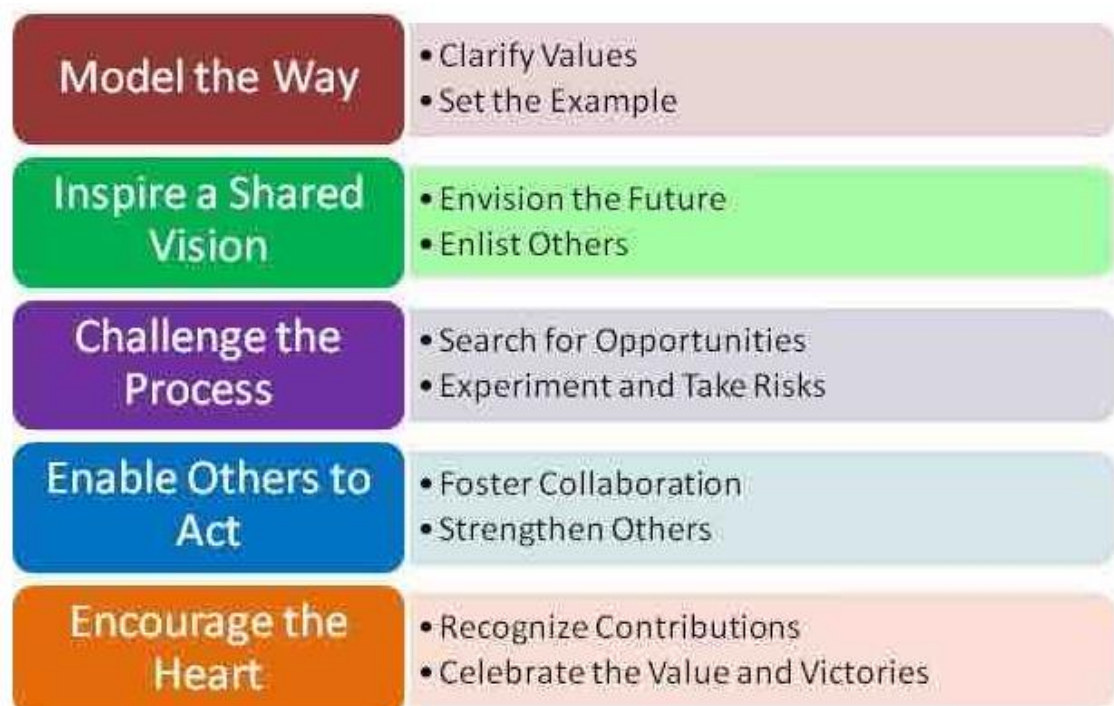 Model the Way
• Clarify Values
• Set the Example
Inspire a Shared
Vision
• Envision the Future
• Enlist Others
Challenge the
Process
• Search for Opportunities
• Experiment and Take Risks
Enable Others to
Act
• Foster Collaboration
• Strengthen Others
Encourage the
Heart
• Recognize Contributions
• Celebrate the Value and Victories